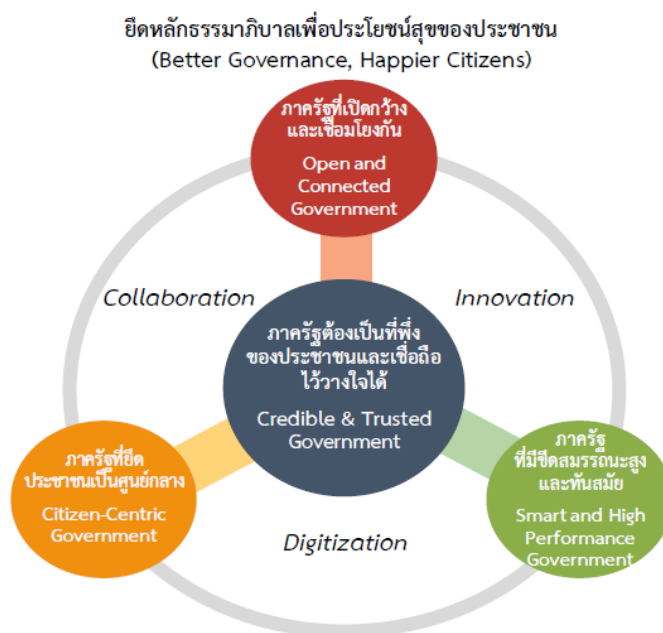 ยึดหลักธรรมาภิบาลเพื่อประโยชน์สุขของประชาชน
(Better Governance, Happier Citizens)
ภาครัฐที่เปิดกว้าง
และเชื่อมโยงกัน
Open and
Connected
Government
Collaboration
Innovation
ภาครัฐต้องเป็นที่พึ่ง
ของประชาชนและเชื่อถือ
ไว้วางใจได้
Credible & Trusted
Government
ภาครัฐที่ยึด
ประชาชนเป็นศูนย์กลาง
Citizen-Centric
Government
ภาครัฐ
ที่มีขีดสมรรถนะสูง
และทันสมัย
Smart and High
Performance
Government
Digitization